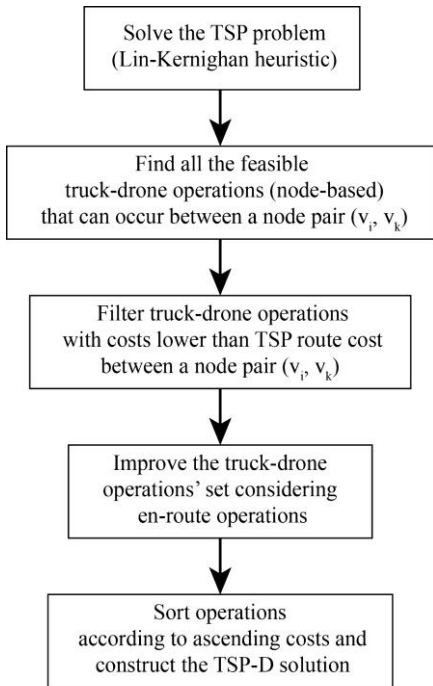 Solve the TSP problem
(Lin-Kernighan heuristic)
Find all the feasible
truck-drone operations (node-based)
that can occur between a node pair (vᵢ, vₖ)
Filter truck-drone operations
with costs lower than TSP route cost
between a node pair (vᵢ, vₖ)
Improve the truck-drone
operations’ set considering
en-route operations
Sort operations
according to ascending costs and
construct the TSP-D solution